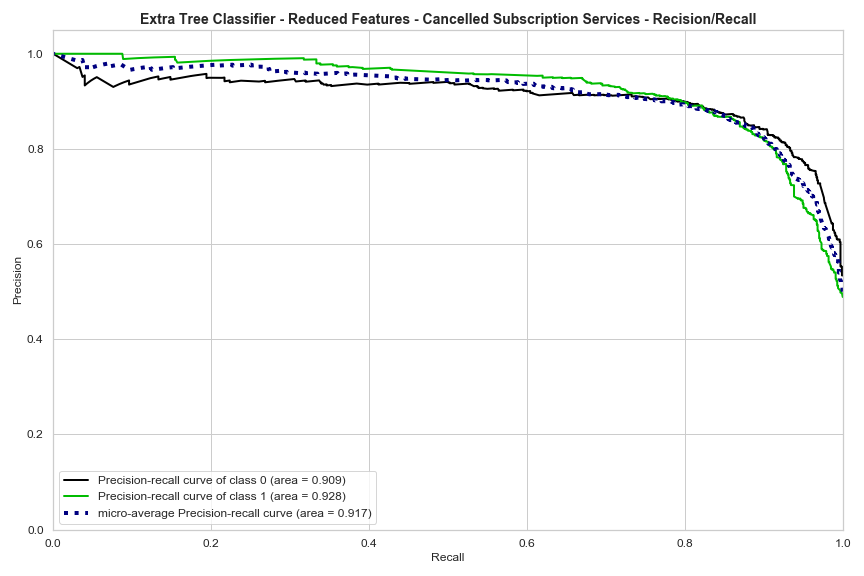 Extra Tree Classifier - Reduced Features - Cancelled Subscription Services - Recision/Recall
1.0
0.8
0.6
0.4
0.2
0.0
Precision
Precision-recall curve of class 0 (area = 0.909)
Precision-recall curve of class 1 (area = 0.928)
micro-average Precision-recall curve (area = 0.917)
0.0 0.2 0.4 0.6 0.8 1.0
Recall